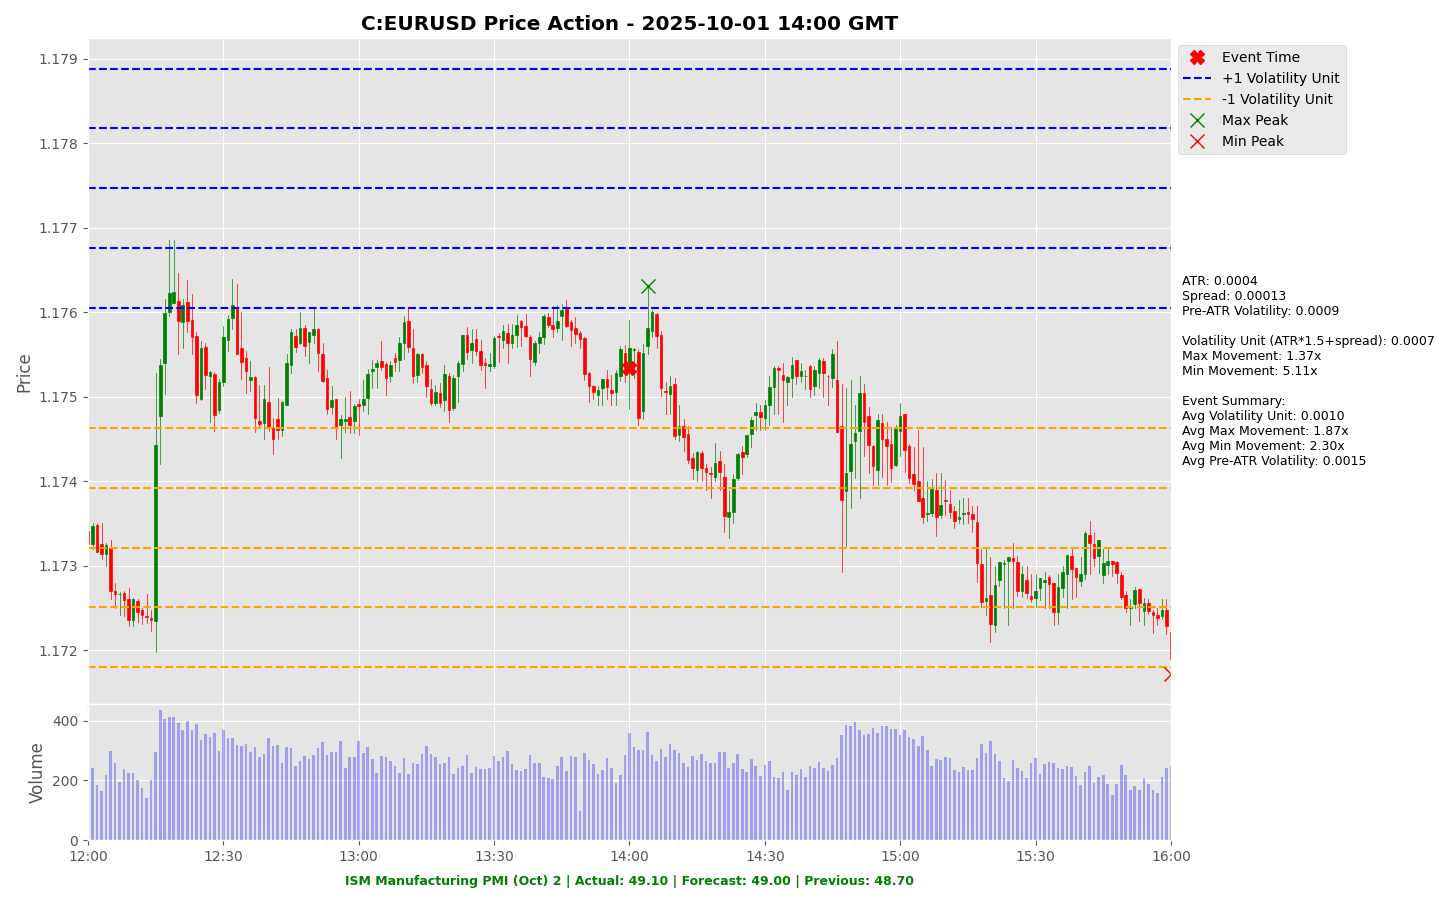 C:EURUSD Price Action - 2025-10-01 14:00 GMT
Event Time
+1 Volatility Unit
-1 Volatility Unit
Max Peak
Min Peak
Price
1.179
1.178
1.177
1.176
1.175
1.174
1.173
1.172
ATR: 0.0004
Spread: 0.00013
Pre-ATR Volatility: 0.0009
Volatility Unit (ATR*1.5+spread): 0.0007
Max Movement: 1.37x
Min Movement: 5.11x
Event Summary:
Avg Volatility Unit: 0.0010
Avg Max Movement: 1.87x
Avg Min Movement: 2.30x
Avg Pre-ATR Volatility: 0.0015
Volume
400
200
0
12:00 12:30 13:00 13:30 14:00 14:30 15:00 15:30 16:00
ISM Manufacturing PMI (Oct) 2 | Actual: 49.10 | Forecast: 49.00 | Previous: 48.70